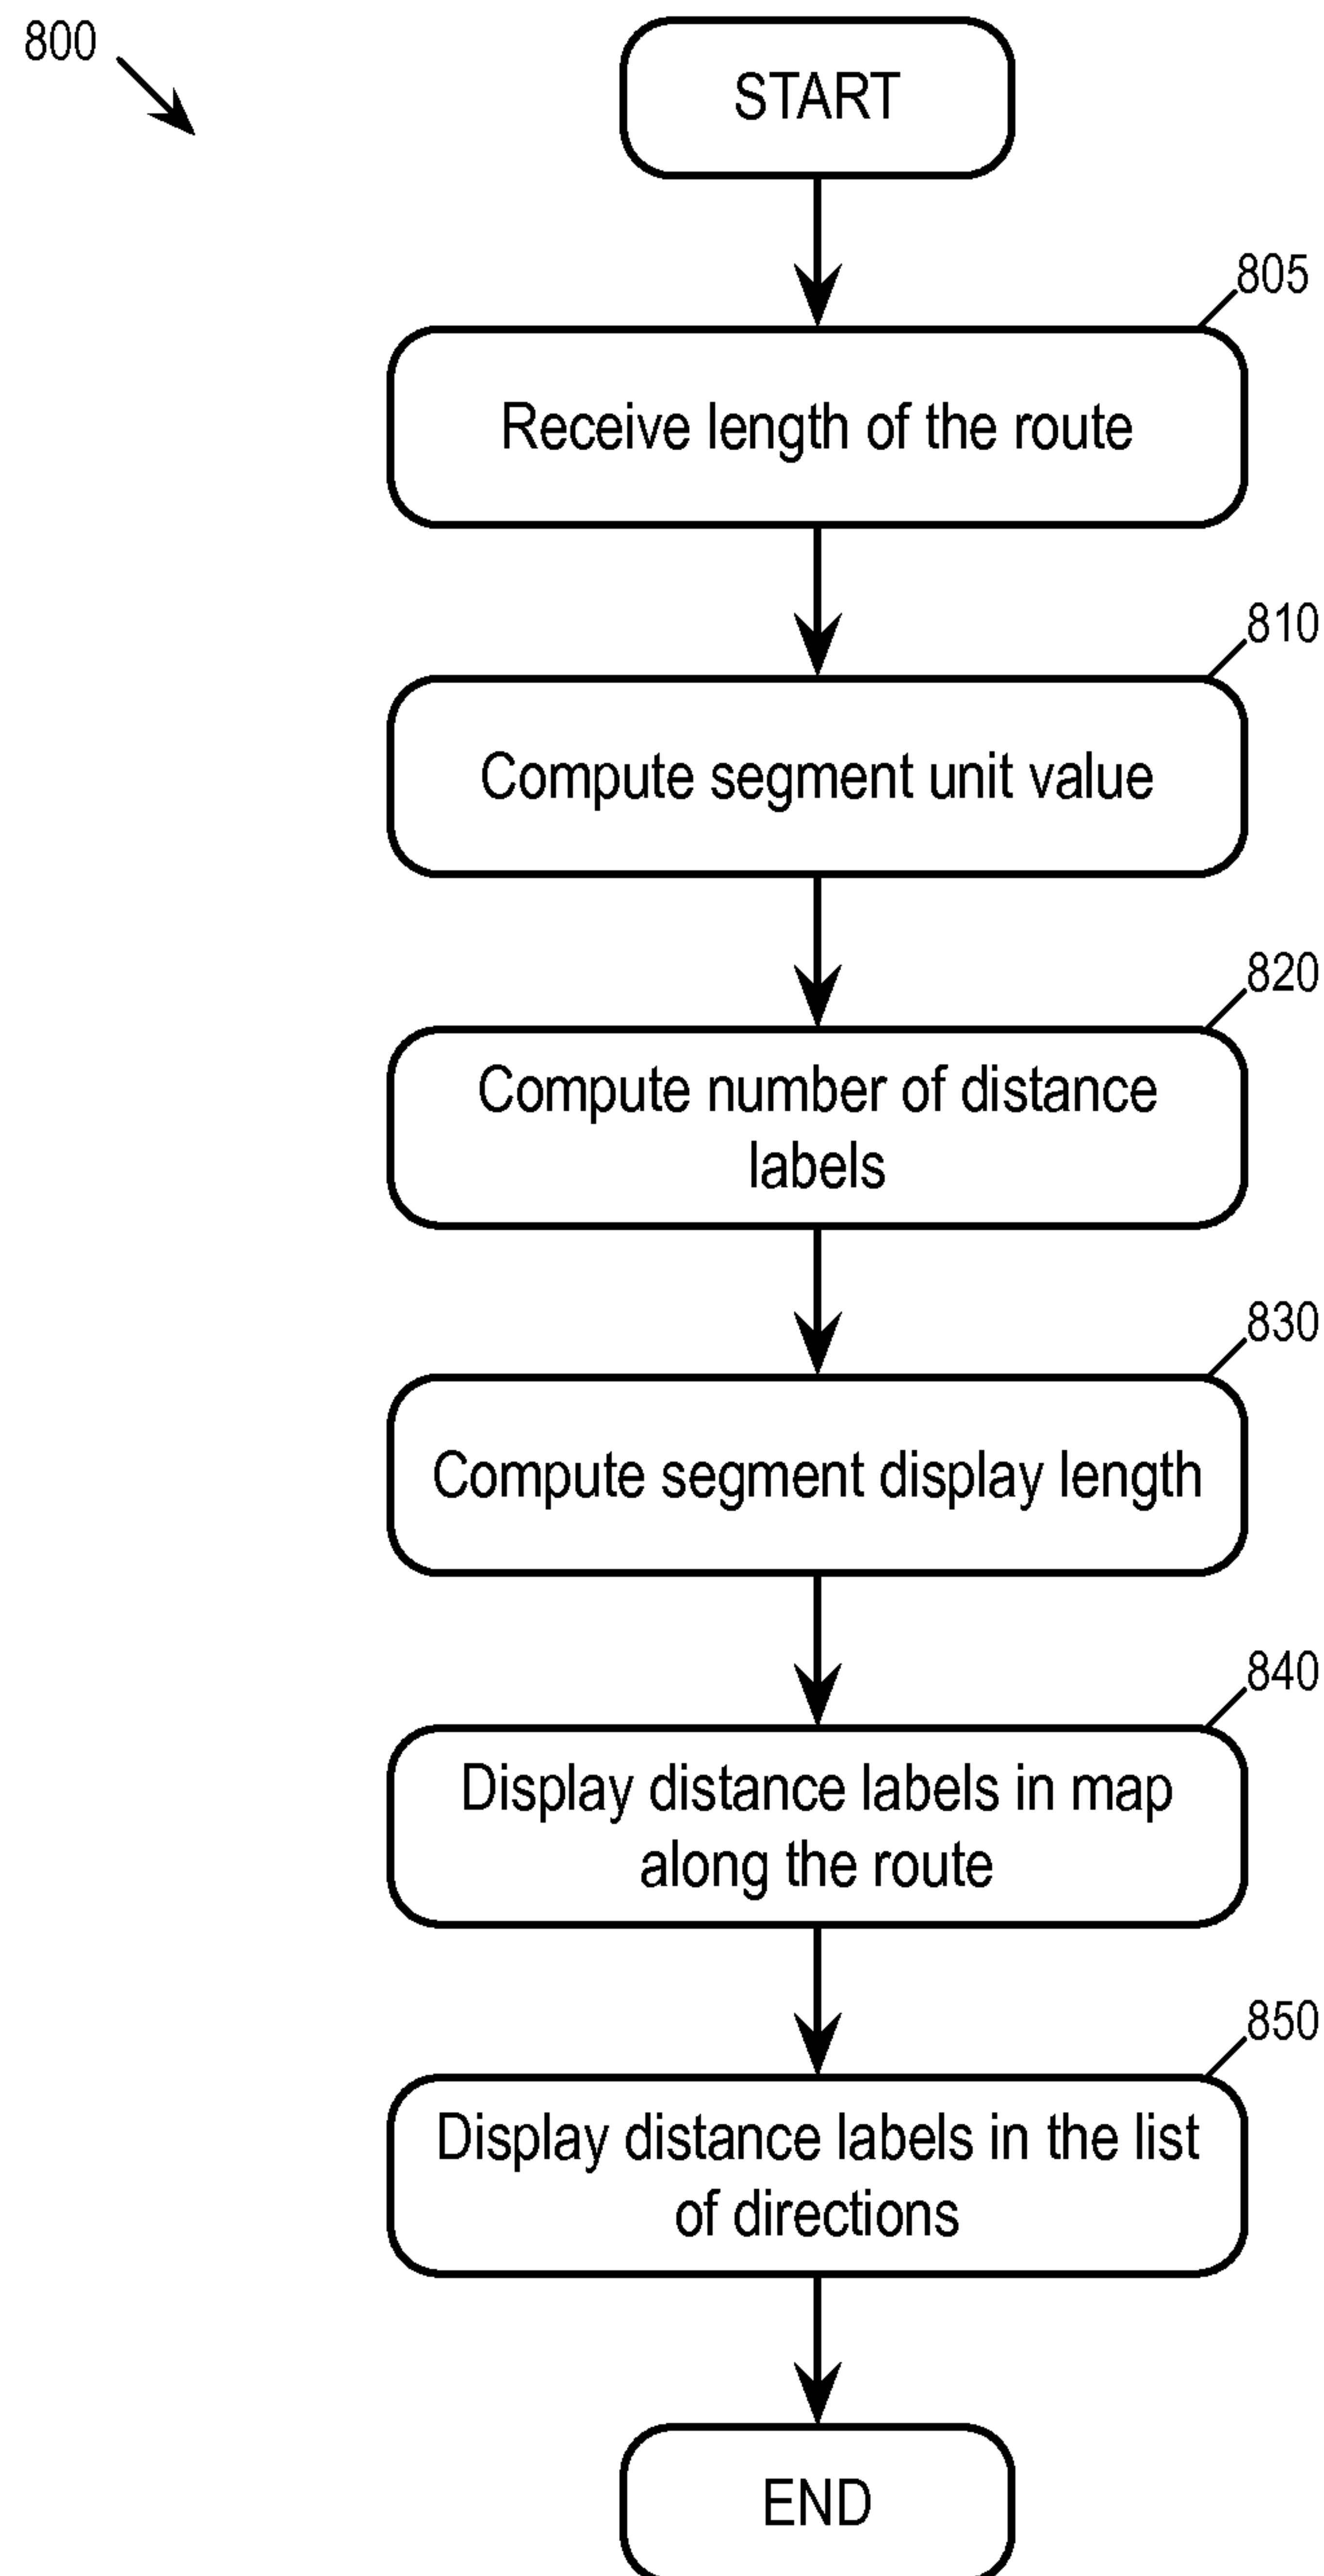 800
START
805
Receive length of the route
810
Compute segment unit value
820
Compute number of distance
labels
830
Compute segment display length
840
Display distance labels in map
along the route
850
Display distance labels in the list
of directions
END